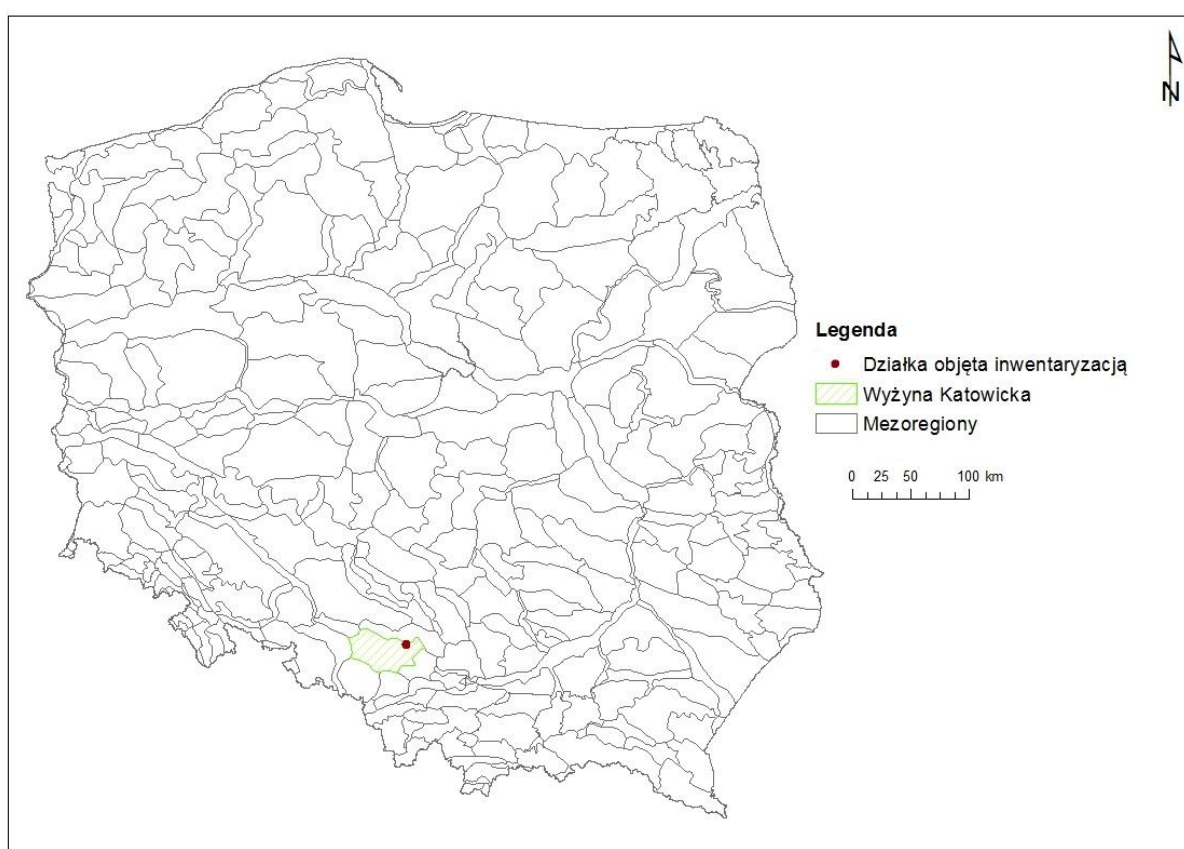 N
Legenda
Działka objęta inwentaryzacją
Wyżyna Katowicka
Mezoregiony
0 25 50 100 km